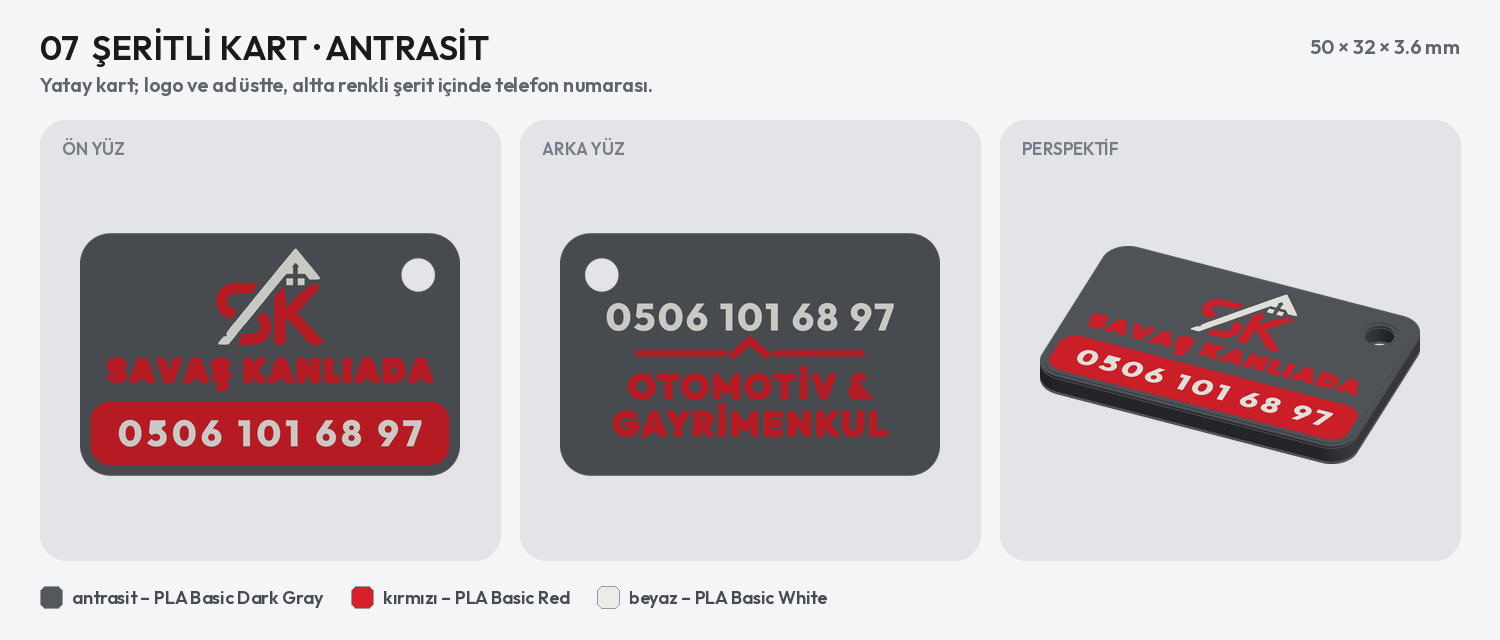 07 ŞERİTLİ KART · ANTRASİT
50 × 32 × 3.6 mm
Yatay kart; logo ve ad üstte, altta renkli şerit içinde telefon numarası.
ÖN YÜZ
SK
SAVAŞ KANLIADA
0506 101 68 97
ARKA YÜZ
0506 101 68 97
OTOMOTİV &
GAYRİMENKUL
PERSPEKTİF
SK
SAVAŞ KANLIADA
0506 101 68 97
antrasit – PLA Basic Dark Gray
kırmızı – PLA Basic Red
beyaz – PLA Basic White